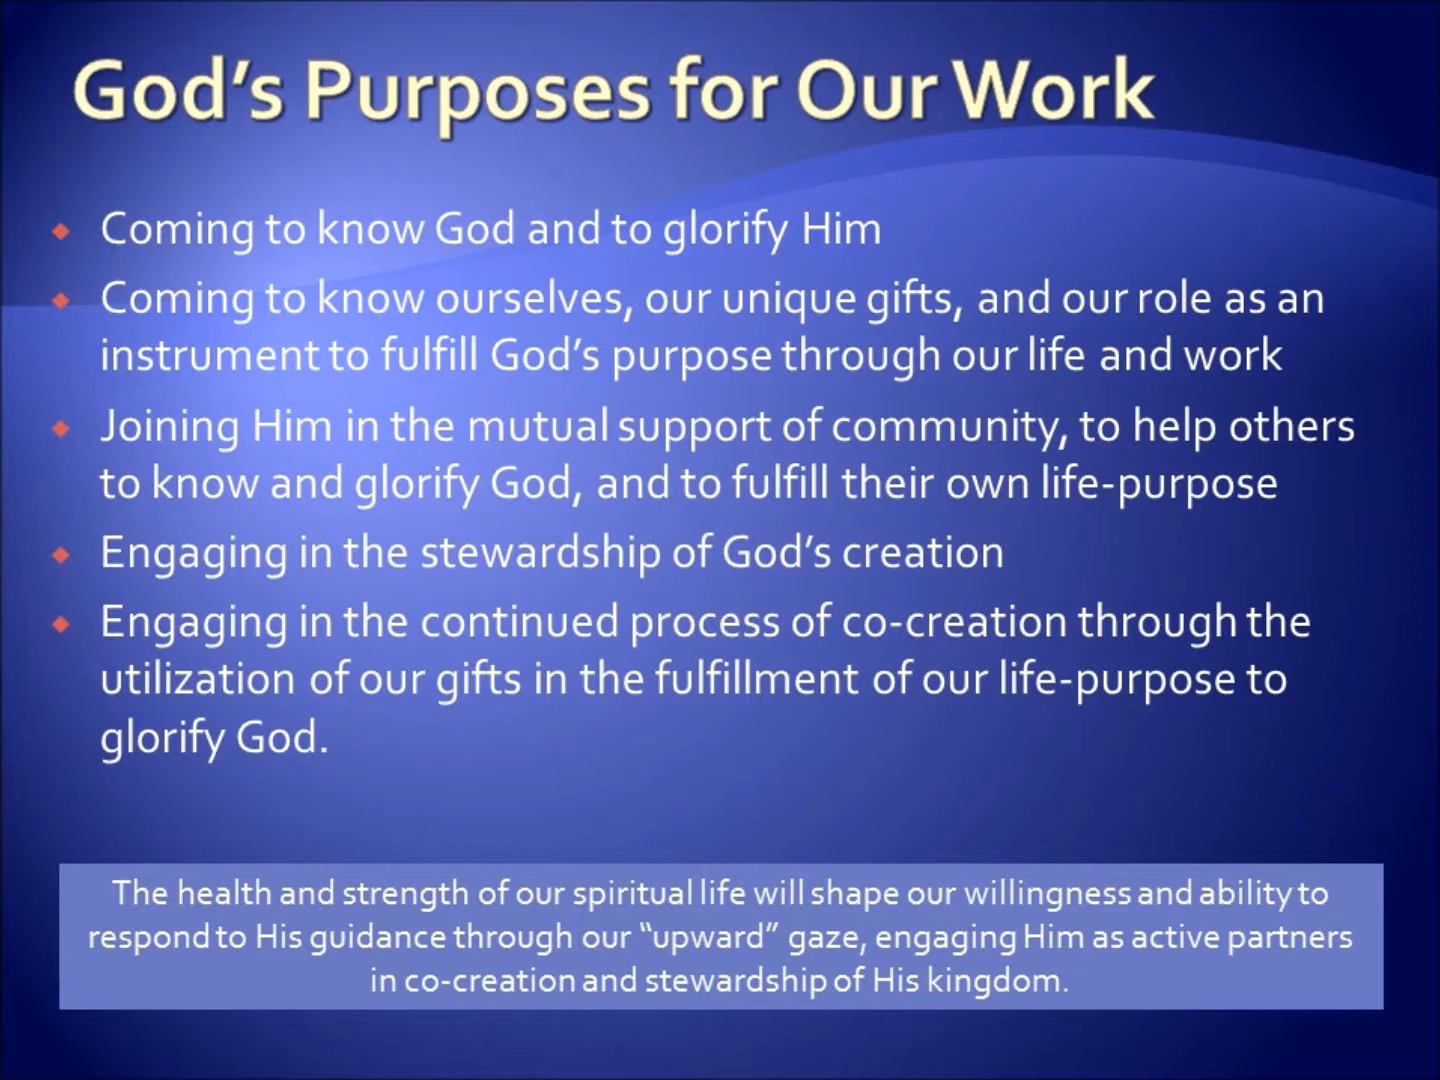 God’s Purposes for Our Work
Coming to know God and to glorify Him
Coming to know ourselves, our unique gifts, and our role as an
instrument to fulfill God’s purpose through our life and work
Joining Him in the mutual support of community, to help others
to know and glorify God, and to fulfill their own life-purpose
Engaging in the stewardship of God’s creation
Engaging in the continued process of co-creation through the
utilization of our gifts in the fulfillment of our life-purpose to
glorify God.
The health and strength of our spiritual life will shape our willingness and ability to
respond to His guidance through our “upward” gaze, engaging Him as active partners
in co-creation and stewardship of His kingdom.